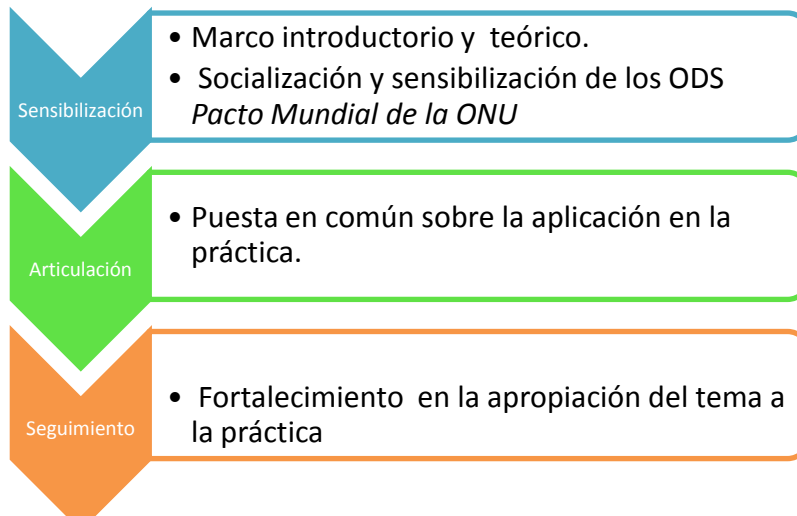 Sensibilización
• Marco introductorio y teórico.
• Socialización y sensibilización de los ODS
Pacto Mundial de la ONU
Articulación
• Puesta en común sobre la aplicación en la
práctica.
Seguimiento
• Fortalecimiento en la apropiación del tema a
la práctica